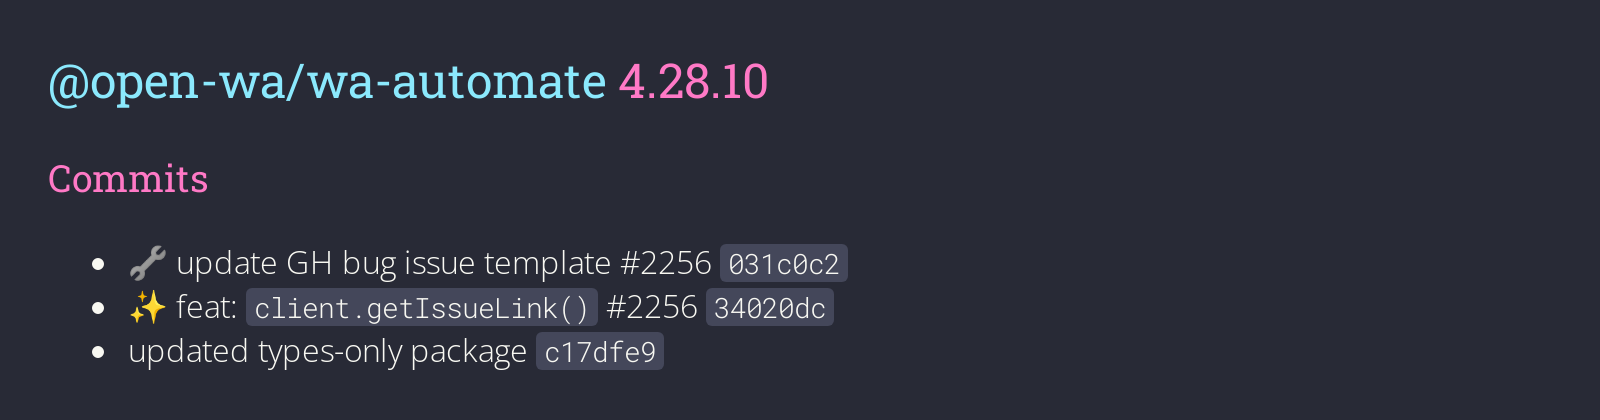 @open-wa/wa-automate 4.28.10
Commits
🔧 update GH bug issue template #2256 031c0c2
✨ feat: client.getIssueLink() #2256 34020dc
updated types-only package c17dfe9